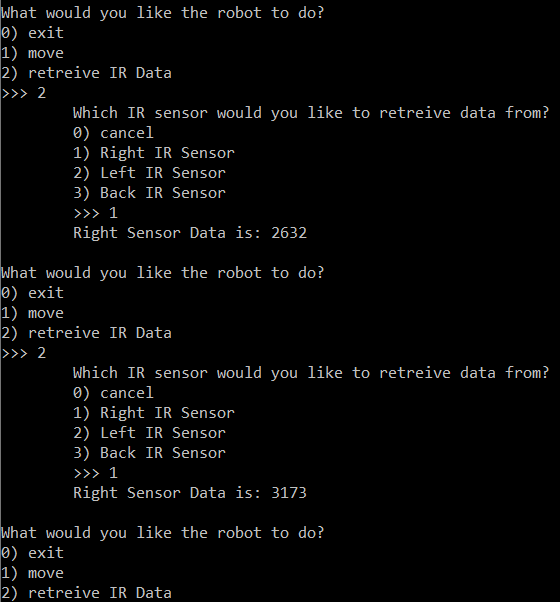 What would you like the robot to do?
0) exit
1) move
2) retreive IR Data
>>> 2
Which IR sensor would you like to retreive data from?
0) cancel
1) Right IR Sensor
2) Left IR Sensor
3) Back IR Sensor
>>> 1
Right Sensor Data is: 2632
What would you like the robot to do?
0) exit
1) move
2) retreive IR Data
>>> 2
Which IR sensor would you like to retreive data from?
0) cancel
1) Right IR Sensor
2) Left IR Sensor
3) Back IR Sensor
>>> 1
Right Sensor Data is: 3173
What would you like the robot to do?
0) exit
1) move
2) retreive IR Data